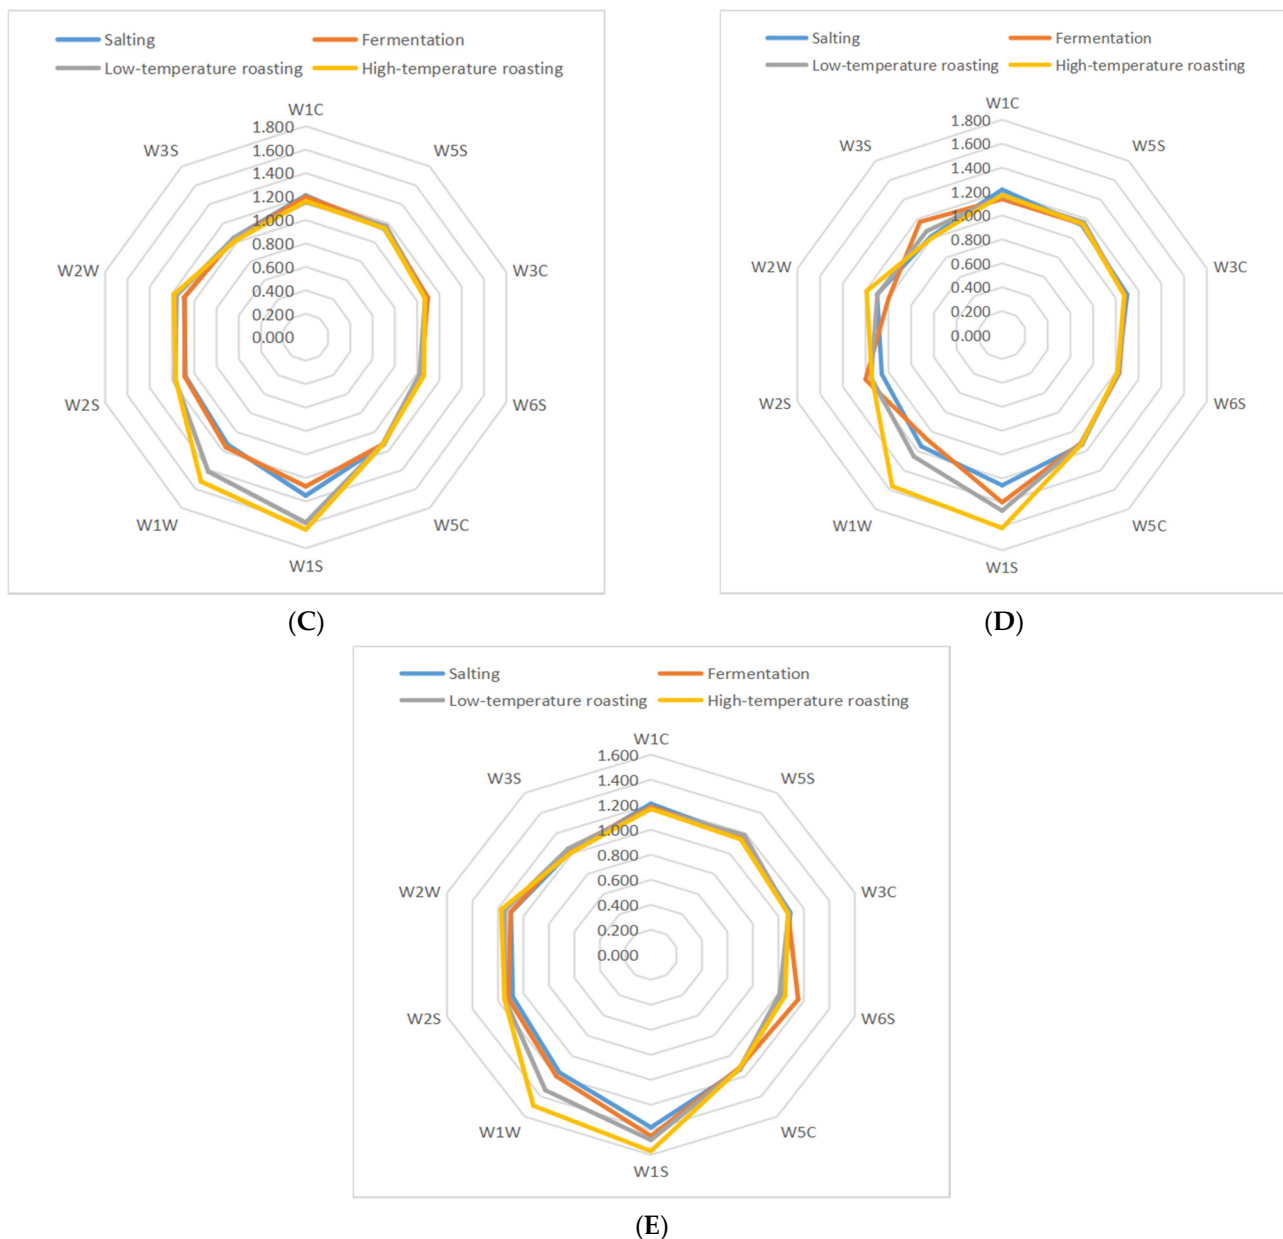 Salting Fermentation
Low-temperature roasting High-temperature roasting
W1C
1.800
1.600
1.400
1.200
1.000
0.800
0.600
0.400
0.200
0.000
W5S
W3C
W6S
W5C
W1S
W1W
W2S
W2W
W3S
(C)
Salting Fermentation
Low-temperature roasting High-temperature roasting
W1C
1.800
1.600
1.400
1.200
1.000
0.800
0.600
0.400
0.200
0.000
W5S
W3C
W6S
W5C
W1S
W1W
W2S
W2W
W3S
(D)
Salting Fermentation
Low-temperature roasting High-temperature roasting
W1C
1.600
1.400
1.200
1.000
0.800
0.600
0.400
0.200
0.000
W5S
W3C
W6S
W5C
W1S
W1W
W2S
W2W
W3S
(E)